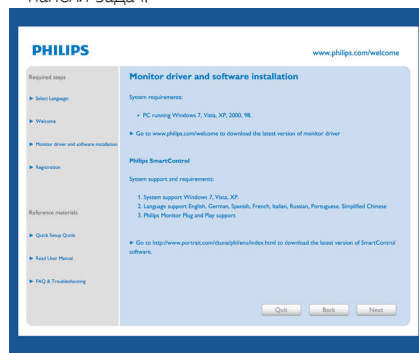 панели задач.
PHILIPS
www.philips.com/welcome
Required steps
Select Language:
Welcome
Monitor driver and software installation
Registration
Reference materials
Quick Setup Guide
Read User Manual
FAQ & Troubleshooting
Monitor driver and software installation
System requirements:
• PC running Windows 7, Vista, XP, 2000, 98.
Go to www.philips.com/welcome to download the latest version of monitor driver
Philips SmartControl
System support and requirements:
1. System support Windows 7, Vista, XP.
2. Language support English, German, Spanish, French, Italian, Russian, Portuguese, Simplified Chinese
3. Philips Monitor Plug and Play support
Go to http://www.portrait.com/dtune/phil/enu/index.html to download the latest version of SmartControl
software.
Quit
Back
Next